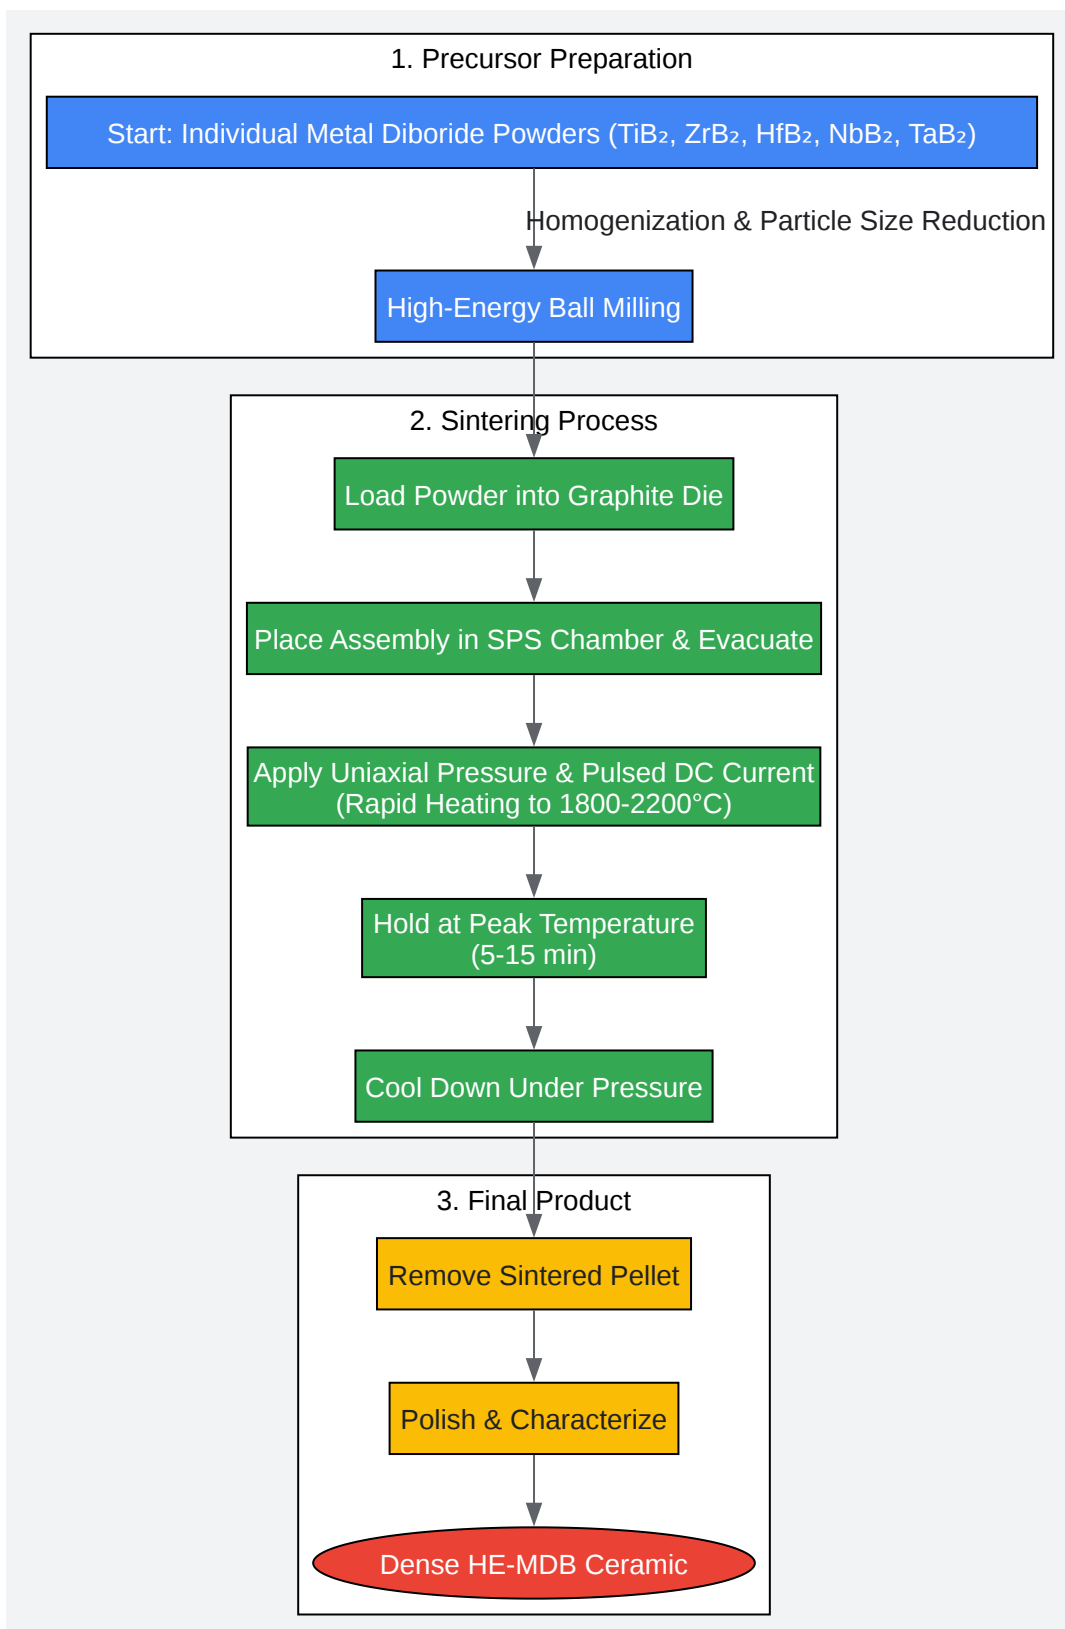 1. Precursor Preparation
Start: Individual Metal Diboride Powders (TiB₂, ZrB₂, HfB₂, NbB₂, TaB₂)
Homogenization & Particle Size Reduction
High-Energy Ball Milling
2. Sintering Process
Load Powder into Graphite Die
Place Assembly in SPS Chamber & Evacuate
Apply Uniaxial Pressure & Pulsed DC Current
(Rapid Heating to 1800-2200°C)
Hold at Peak Temperature
(5-15 min)
Cool Down Under Pressure
3. Final Product
Remove Sintered Pellet
Polish & Characterize
Dense HE-MDB Ceramic